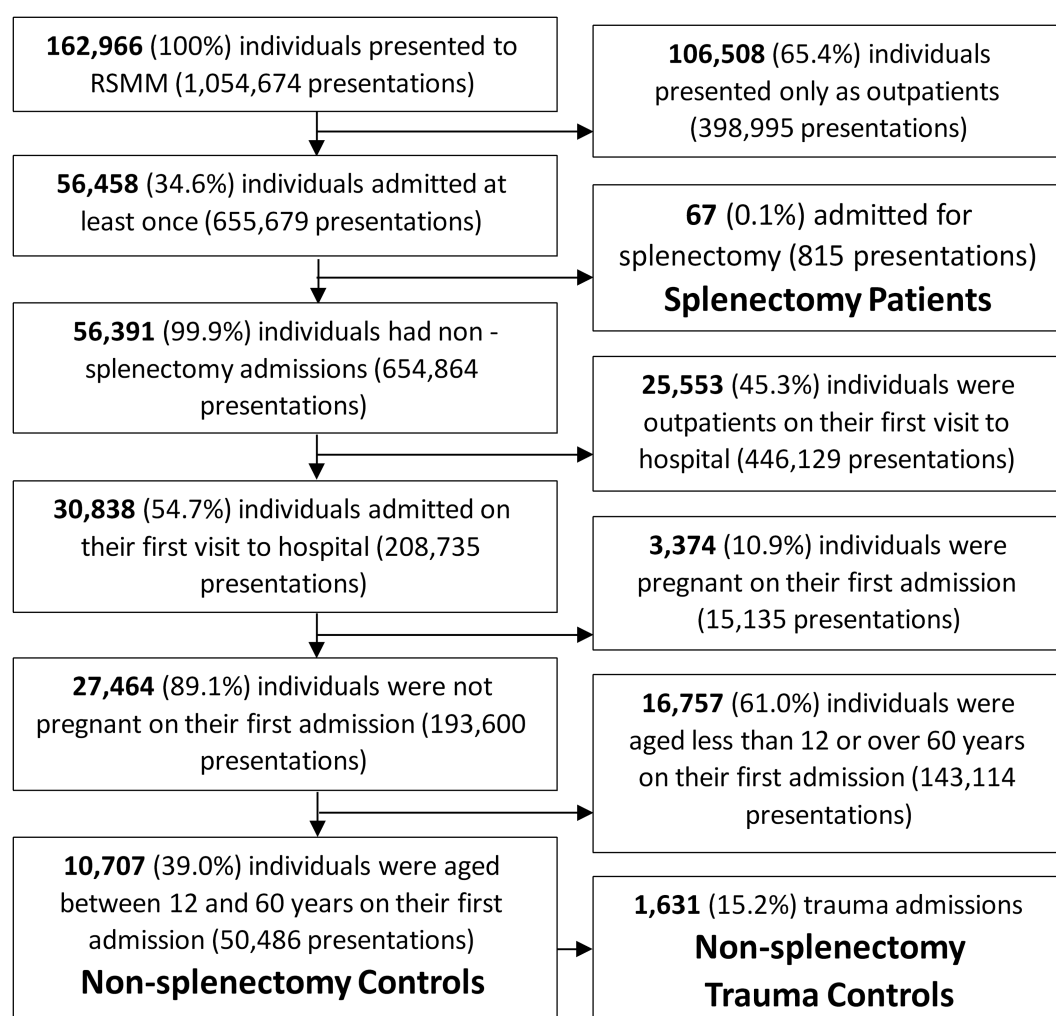 162,966 (100%) individuals presented to
RSMM (1,054,674 presentations)
106,508 (65.4%) individuals
presented only as outpatients
(398,995 presentations)
56,458 (34.6%) individuals admitted at
least once (655,679 presentations)
67 (0.1%) admitted for
splenectomy (815 presentations)
Splenectomy Patients
56,391 (99.9%) individuals had non -
splenectomy admissions (654,864
presentations)
25,553 (45.3%) individuals were
outpatients on their first visit to
hospital (446,129 presentations)
30,838 (54.7%) individuals admitted on
their first visit to hospital (208,735
presentations)
3,374 (10.9%) individuals were
pregnant on their first admission
(15,135 presentations)
27,464 (89.1%) individuals were not
pregnant on their first admission (193,600
presentations)
16,757 (61.0%) individuals were
aged less than 12 or over 60 years
on their first admission (143,114
presentations)
10,707 (39.0%) individuals were aged
between 12 and 60 years on their first
admission (50,486 presentations)
Non-splenectomy Controls
1,631 (15.2%) trauma admissions
Non-splenectomy
Trauma Controls